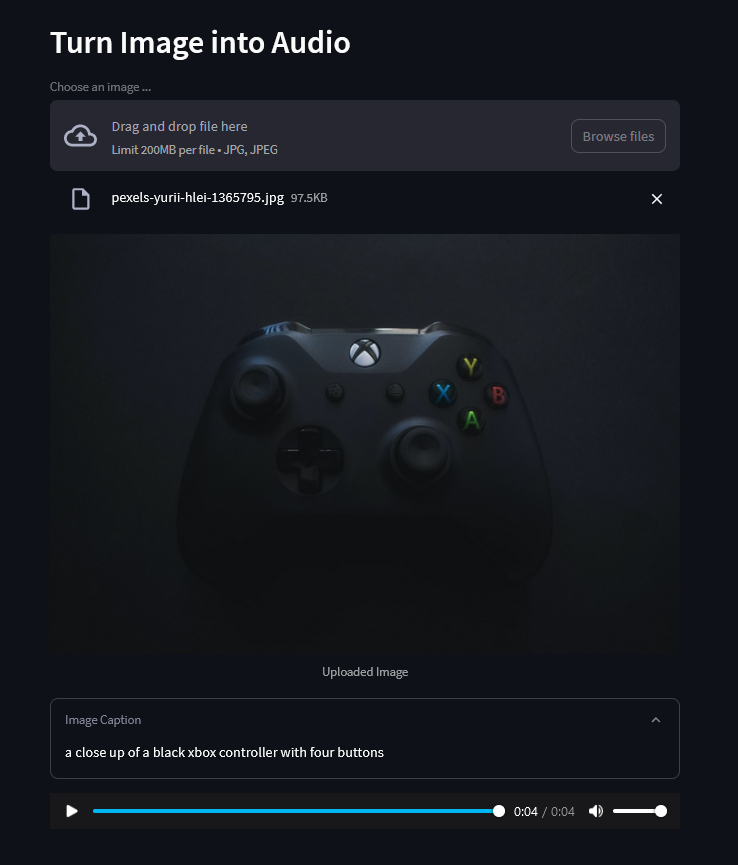 Turn Image into Audio
Choose an image ...
Drag and drop file here
Limit 200MB per file • JPG, JPEG
Browse files
pexels-yurii-hlei-1365795.jpg 97.5KB
Y
X
B
A
Uploaded Image
Image Caption
a close up of a black xbox controller with four buttons
0:04 / 0:04